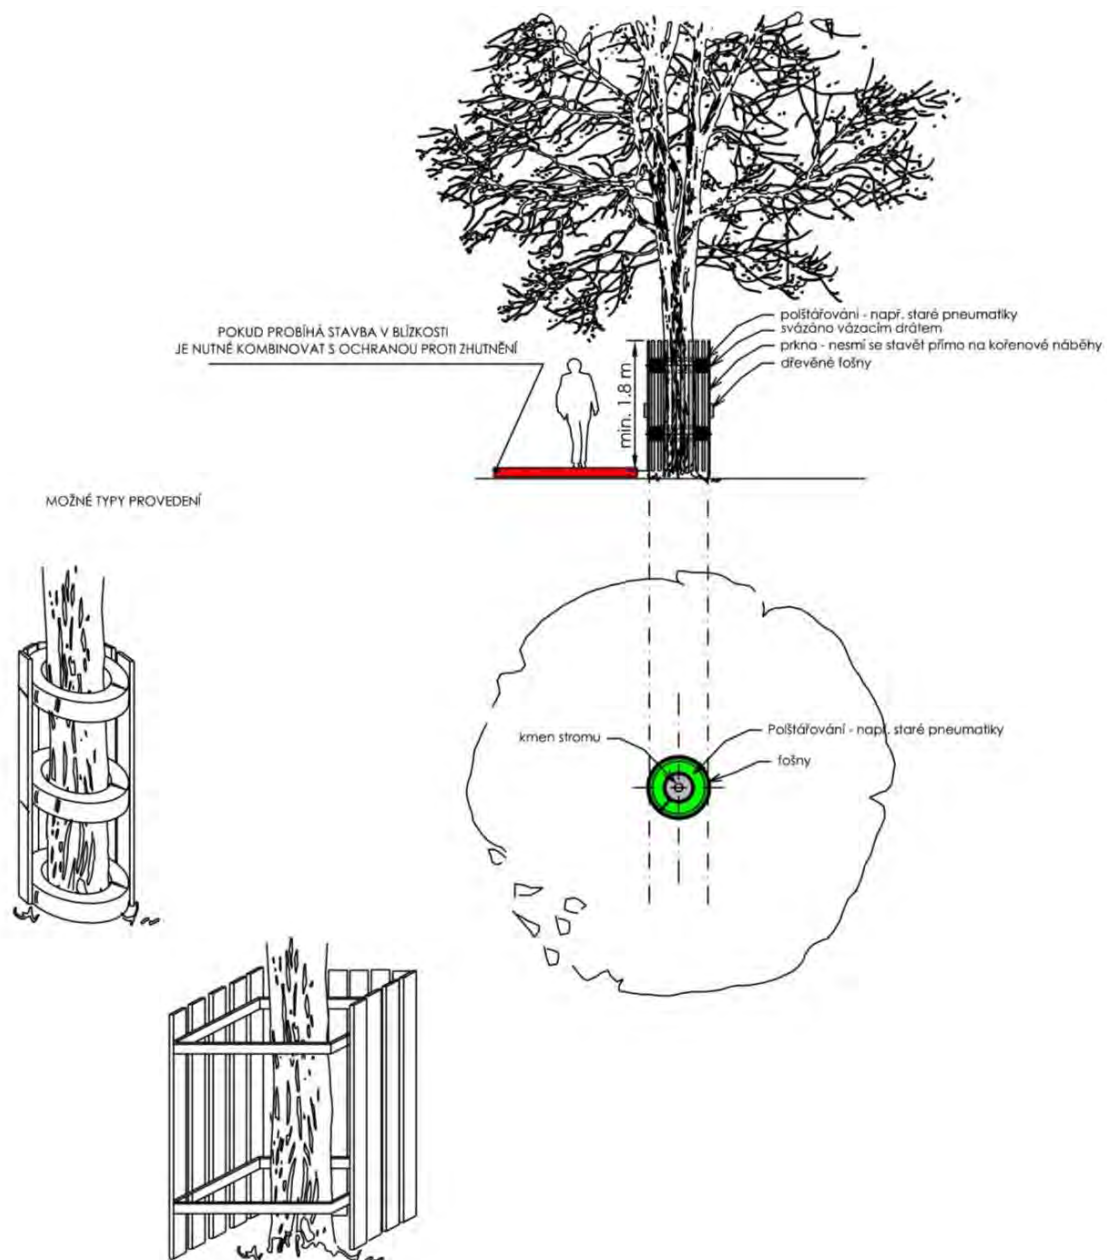 polštářování - např. staré pneumatiky
svázáno vázacím drátem
prkna - nesmí se stavět přímo na kořenové náběhy
dřevěné fošny
POKUD PROBÍHÁ STAVBA V BLÍZKOSTI
JE NUTNÉ KOMBINOVAT S OCHRANOU PROTI ZHUTNĚNÍ
min. 1.8 m
MOŽNÉ TYPY PROVEDENÍ
kmen stromu
Polštářování - např. staré pneumatiky
fošny